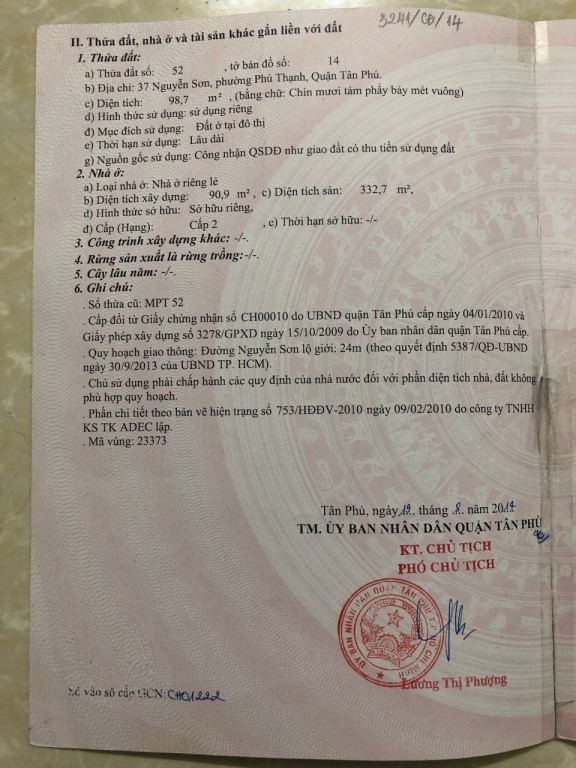 3241/CĐ/14
II. Thửa đất, nhà ở và tài sản khác gắn liền với đất
1. Thửa đất:
a) Thửa đất số: 52 , tờ bản đồ số: 14
b) Địa chỉ: 37 Nguyễn Sơn, phường Phú Thạnh, Quận Tân Phú.
c) Diện tích: 98,7 m² , (bằng chữ: Chín mươi tám phẩy bảy mét vuông)
d) Hình thức sử dụng: sử dụng riêng
đ) Mục đích sử dụng: Đất ở tại đô thị
e) Thời hạn sử dụng: Lâu dài
g) Nguồn gốc sử dụng: Công nhận QSDĐ như giao đất có thu tiền sử dụng đất
2. Nhà ở:
a) Loại nhà ở: Nhà ở riêng lẻ
b) Diện tích xây dựng: 90,9 m² , c) Diện tích sàn: 332,7 m²,
d) Hình thức sở hữu: Sở hữu riêng,
đ) Cấp (Hạng): Cấp 2 , e) Thời hạn sở hữu: -/-
3. Công trình xây dựng khác: -/-.
4. Rừng sản xuất là rừng trồng:-/-.
5. Cây lâu năm: -/-.
6. Ghi chú:
. Số thửa cũ: MPT 52
. Cấp đổi từ Giấy chứng nhận số CH00010 do UBND quận Tân Phú cấp ngày 04/01/2010 và
Giấy phép xây dựng số 3278/GPXD ngày 15/10/2009 do Ủy ban nhân dân quận Tân Phú cấp.
. Quy hoạch giao thông: Đường Nguyễn Sơn lộ giới: 24m (theo quyết định 5387/QĐ-UBND
ngày 30/9/2013 của UBND TP. HCM).
. Chủ sử dụng phải chấp hành các quy định của nhà nước đối với phần diện tích nhà, đất không
phù hợp quy hoạch.
. Phần chi tiết theo bản vẽ hiện trạng số 753/HĐĐV-2010 ngày 09/02/2010 do công ty TNHH
KS TK ADEC lập.
. Mã vùng: 23373
Tân Phú, ngày 19. tháng .8. năm 2014
TM. ỦY BAN NHÂN DÂN QUẬN TÂN PHÚ
KT. CHỦ TỊCH
PHÓ CHỦ TỊCH
ỦY BAN NHÂN DÂN QUẬN TÂN PHÚ T.P HỒ CHÍ MINH
Lương Thị Phượng
Số vào sổ cấp GCN: CH01222